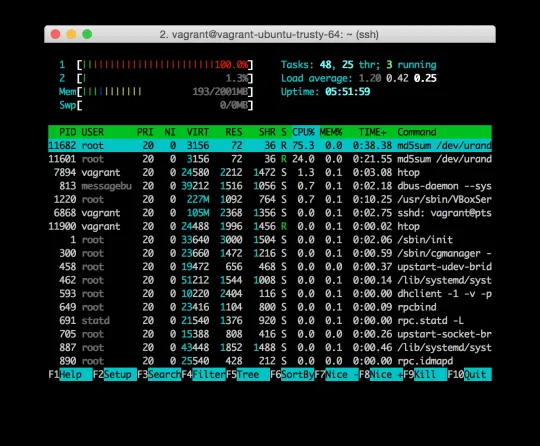 2. vagrant@vagrant-ubuntu-trusty-64: ~ (ssh)
1 [||||||||||||||||||||||||100.0%] Tasks: 48, 25 thr; 3 running
2 [| 1.3%] Load average: 1.20 0.42 0.25
Mem[||||||||||| 193/2001MB] Uptime: 05:51:59
Swp[ 0/0MB]
PID USER PRI NI VIRT RES SHR S CPU% MEM% TIME+ Command
11682 root 20 0 3156 72 36 R 75.3 0.0 0:38.38 md5sum /dev/urand
11601 root 20 0 3156 72 36 R 24.0 0.0 0:21.55 md5sum /dev/urand
7894 vagrant 20 0 24580 2212 1472 S 1.3 0.1 0:03.08 htop
813 messagebu 20 0 39212 1516 1056 S 0.7 0.1 0:02.18 dbus-daemon --sys
1220 root 20 0 227M 1092 764 S 0.7 0.1 0:10.25 /usr/sbin/VBoxSer
6868 vagrant 20 0 105M 2368 1356 S 0.0 0.1 0:02.75 sshd: vagrant@pts
11900 vagrant 20 0 24488 1996 1456 R 0.0 0.1 0:00.02 htop
1 root 20 0 33640 3000 1504 S 0.0 0.1 0:02.06 /sbin/init
300 root 20 0 23660 1472 1216 S 0.0 0.1 0:00.59 /sbin/cgmanager -
458 root 20 0 19472 656 468 S 0.0 0.0 0:00.37 upstart-udev-brid
462 root 20 0 51212 1544 1008 S 0.0 0.1 0:00.14 /lib/systemd/syst
593 root 20 0 10220 2404 116 S 0.0 0.1 0:00.00 dhclient -1 -v -p
649 root 20 0 23416 1104 800 S 0.0 0.1 0:00.09 rpcbind
691 statd 20 0 21540 1376 920 S 0.0 0.1 0:00.00 rpc.statd -L
705 root 20 0 15388 808 416 S 0.0 0.0 0:00.26 upstart-socket-br
887 root 20 0 43448 1852 1488 S 0.0 0.1 0:00.46 /lib/systemd/syst
890 root 20 0 25540 428 212 S 0.0 0.0 0:00.00 rpc.idmapd
F1Help F2Setup F3SearchF4FilterF5Tree F6SortByF7Nice -F8Nice +F9Kill F10Quit